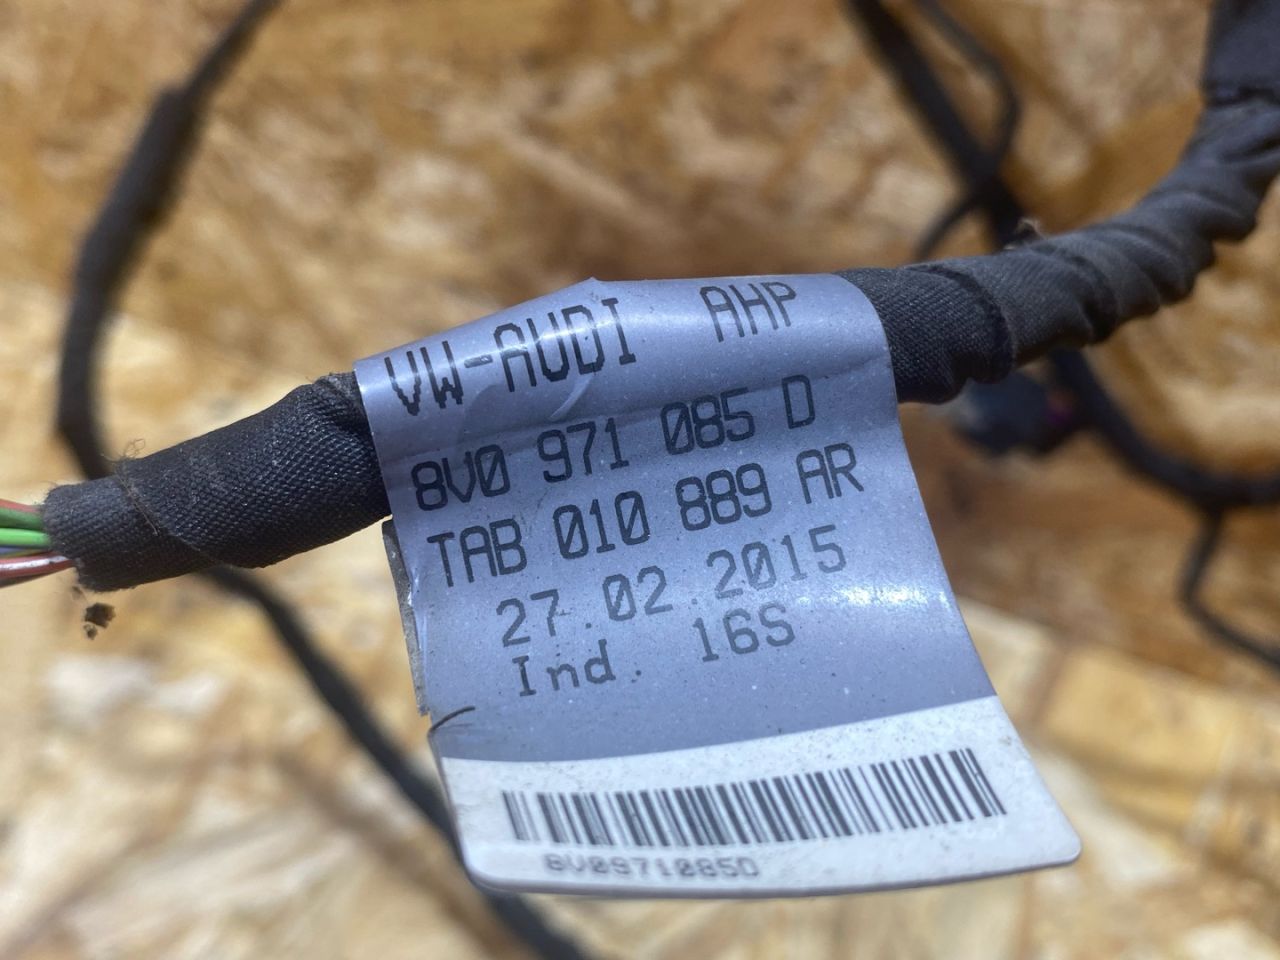 VW-AUDI AHP
8V0 971 085 D
TAB 010 889 AR
27.02.2015
Ind. 16S
8V0971085D